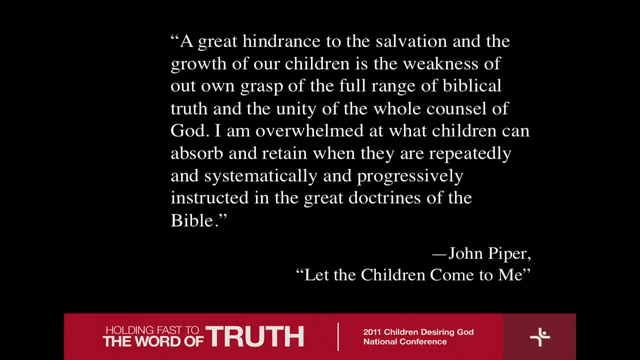 “A great hindrance to the salvation and the
growth of our children is the weakness of
out own grasp of the full range of biblical
truth and the unity of the whole counsel of
God. I am overwhelmed at what children can
absorb and retain when they are repeatedly
and systematically and progressively
instructed in the great doctrines of the
Bible.”
—John Piper,
“Let the Children Come to Me”
HOLDING FAST TO
THE WORD OF TRUTH
2011 Children Desiring God
National Conference